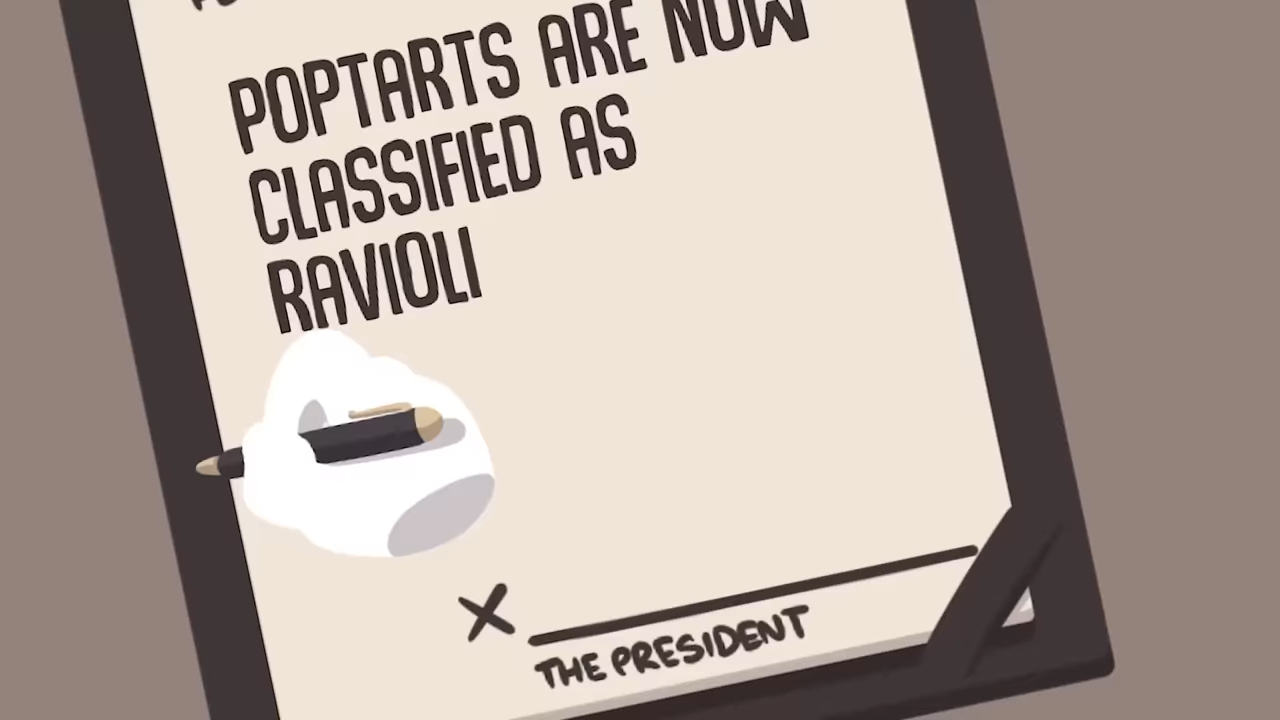 POPTARTS ARE NOW
CLASSIFIED AS
RAVIOLI
X
THE PRESIDENT